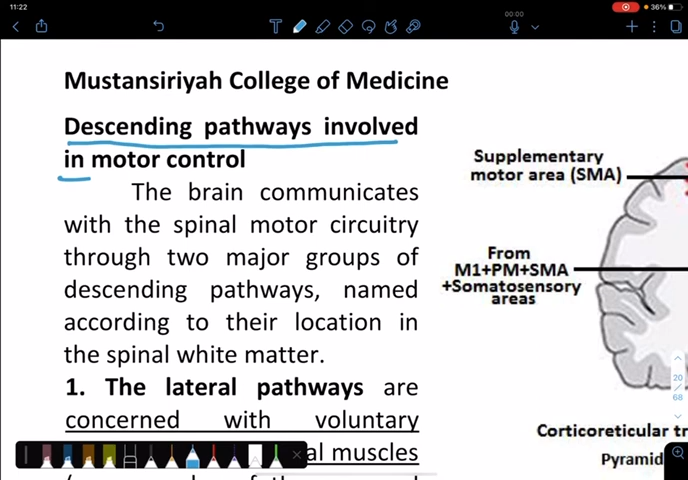 11:22
00:00
36%
Mustansiriyah College of Medicine
Descending pathways involved
in motor control
The brain communicates
with the spinal motor circuitry
through two major groups of
descending pathways, named
according to their location in
the spinal white matter.
1. The lateral pathways are
concerned with voluntary
al muscles
Supplementary
motor area (SMA)
From
M1+PM+SMA
+Somatosensory
areas
20
/
68
Corticoreticular tr
Pyramid